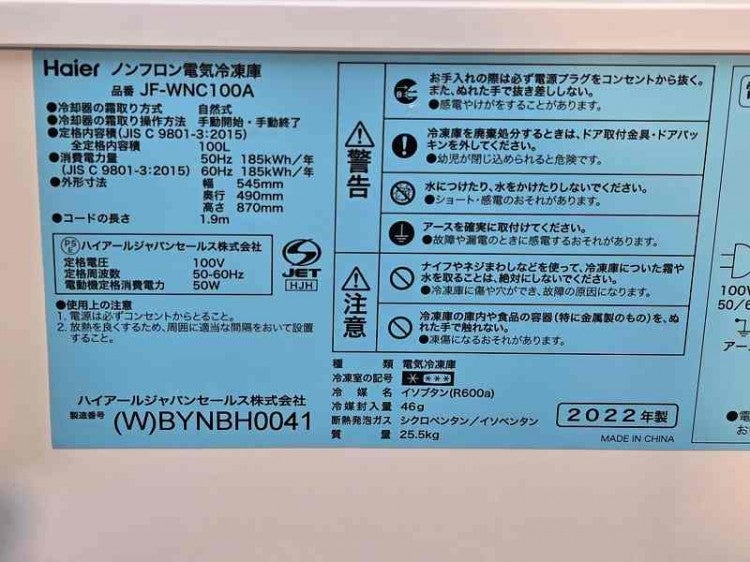 Haier ノンフロン電気冷凍庫
品番 JF-WNC100A
●冷却器の霜取り方式 自然式
●冷却器の霜取り操作方法 手動開始・手動終了
●定格内容積(JIS C 9801-3:2015)
全定格内容積 100L
●消費電力量 50Hz 185kWh/年
(JIS C 9801-3:2015) 60Hz 185kWh/年
●外形寸法 幅 545mm
奥行 490mm
高さ 870mm
●コードの長さ 1.9m
PS E ハイアールジャパンセールス株式会社
定格電圧 100V
定格周波数 50-60Hz
電動機定格消費電力 50W
S
JET
HJH
●使用上の注意
1. 電源は必ずコンセントからとること。
2. 放熱を良くするため、周囲に適当な間隔をおいて設置
すること。
ハイアールジャパンセールス株式会社
製造番号 (W)BYNBH0041
警告
お手入れの際は必ず電源プラグをコンセントから抜く。
また、ぬれた手で抜き差ししない。
●感電やけがをすることがあります。
冷凍庫を廃棄処分するときは、ドア取付金具・ドアパッ
キンを外してください。
●幼児が閉じ込められると危険です。
水につけたり、水をかけたりしないでください。
●ショート・感電のおそれがあります。
アースを確実に取付けてください。
●故障や漏電のときに感電するおそれがあります。
注意
ナイフやネジまわしなどを使って、冷凍庫についた霜や
水を取ることは、絶対にしないでください。
●冷凍庫に傷や穴ができ、故障の原因になります。
冷凍庫の庫内や食品の容器(特に金属製のもの)を、ぬ
れた手で触れない。
●凍傷になるおそれがあります。
種類 電気冷凍庫
冷凍室の記号 ****
冷媒名 イソブタン(R600a)
冷媒封入量 46g
断熱発泡ガス シクロペンタン/イソペンタン
質量 25.5kg
2022年製
MADE IN CHINA
100V
50/6
アー
●電
お